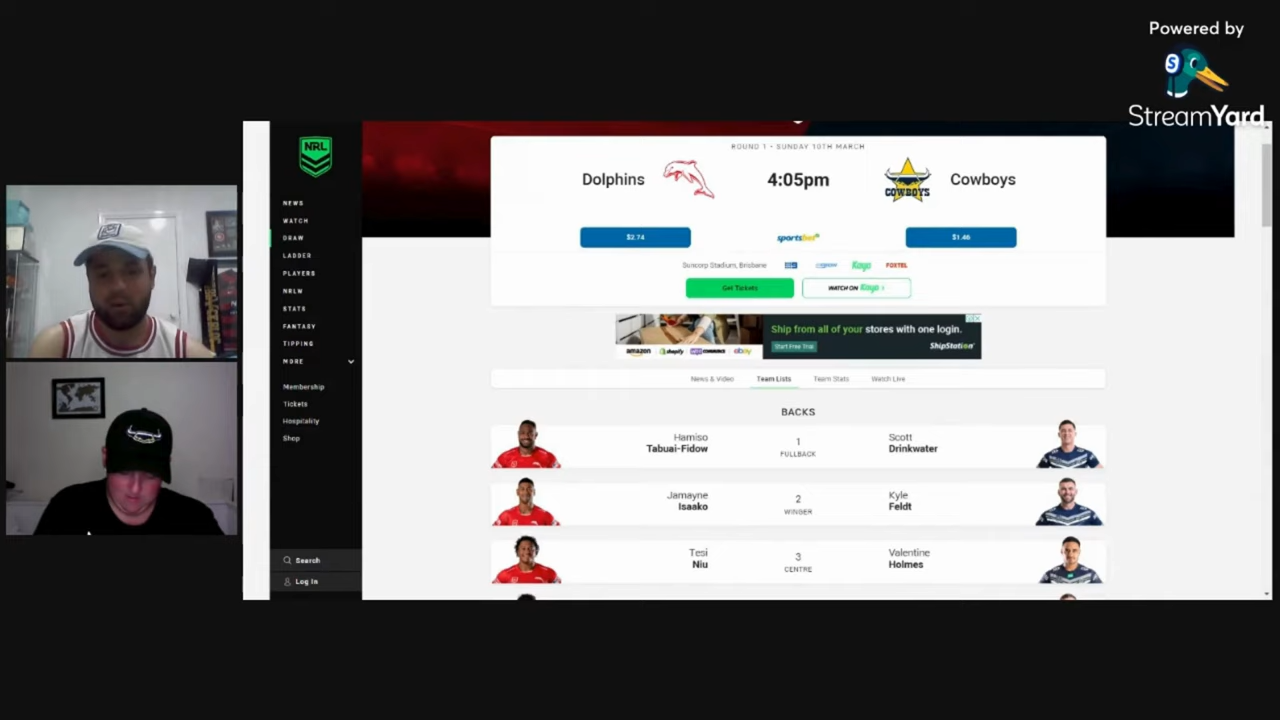 Powered by
StreamYard
NRL
NEWS
WATCH
DRAW
LADDER
PLAYERS
NRLW
STATS
FANTASY
TIPPING
MORE
Membership
Tickets
Hospitality
Shop
Search
Log In
ROUND 1 - SUNDAY 10TH MARCH
Dolphins 4:05pm COWBOYS Cowboys
$2.74 sportsbet $1.46
Suncorp Stadium, Brisbane Kayo FOXTEL
Get Tickets WATCH ON Kayo
Ship from all of your stores with one login.
Start Free Trial ShipStation
amazon shopify ebay
News & Video Team Lists Team Stats Watch Live
BACKS
Hamiso 1 Scott
Tabuai-Fidow FULLBACK Drinkwater
Jamayne 2 Kyle
Isaako WINGER Feldt
Tesi 3 Valentine
Niu CENTRE Holmes